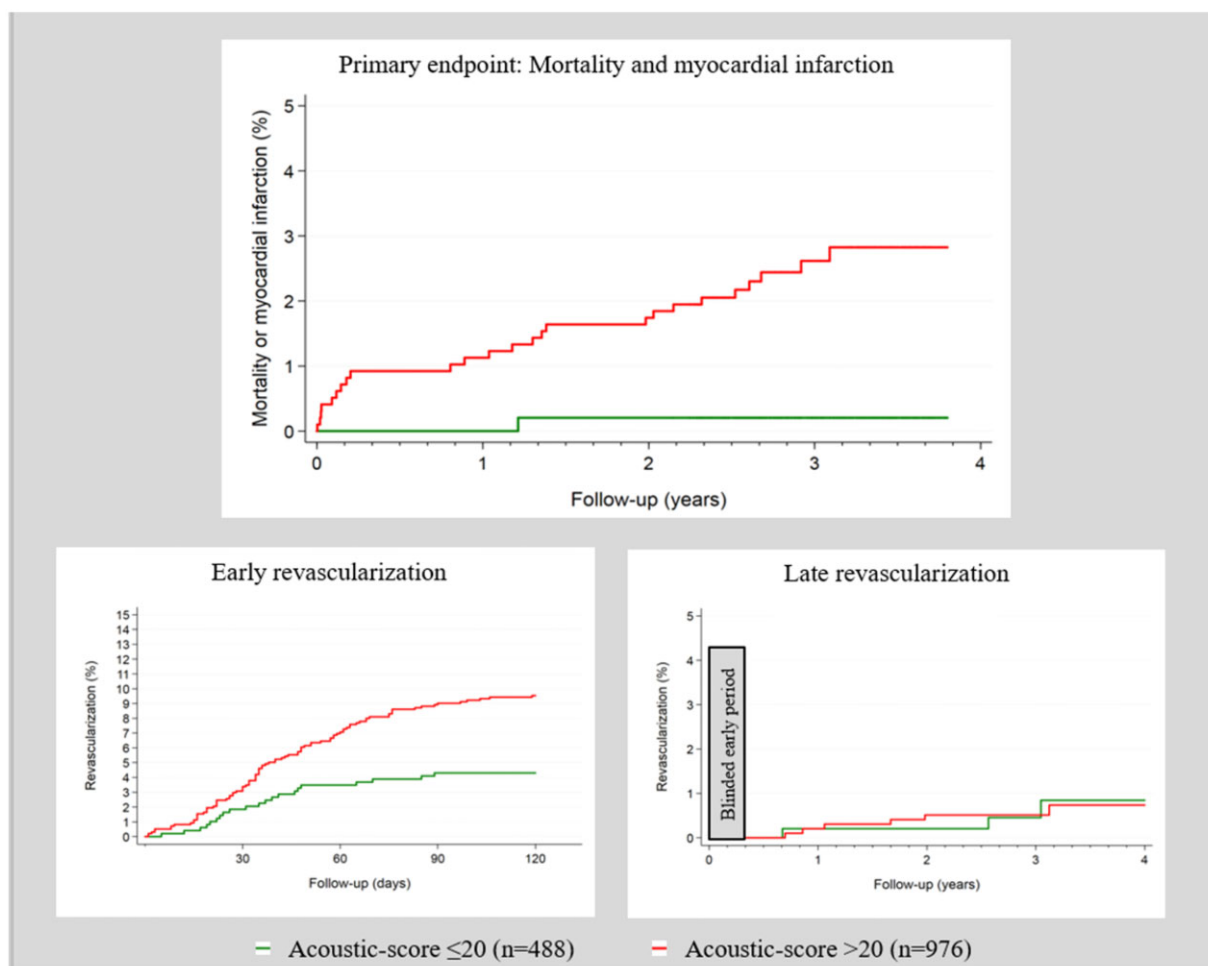 Primary endpoint: Mortality and myocardial infarction
Mortality or myocardial infarction (%)
5
4
3
2
1
0
0 1 2 3 4
Follow-up (years)
Early revascularization
Revascularization (%)
15
14
13
12
11
10
9
8
7
6
5
4
3
2
1
0
30 60 90 120
Follow-up (days)
Late revascularization
Revascularization (%)
5
4
3
2
1
0
Blinded early period
0 1 2 3 4
Follow-up (years)
Acoustic-score ≤20 (n=488) Acoustic-score >20 (n=976)